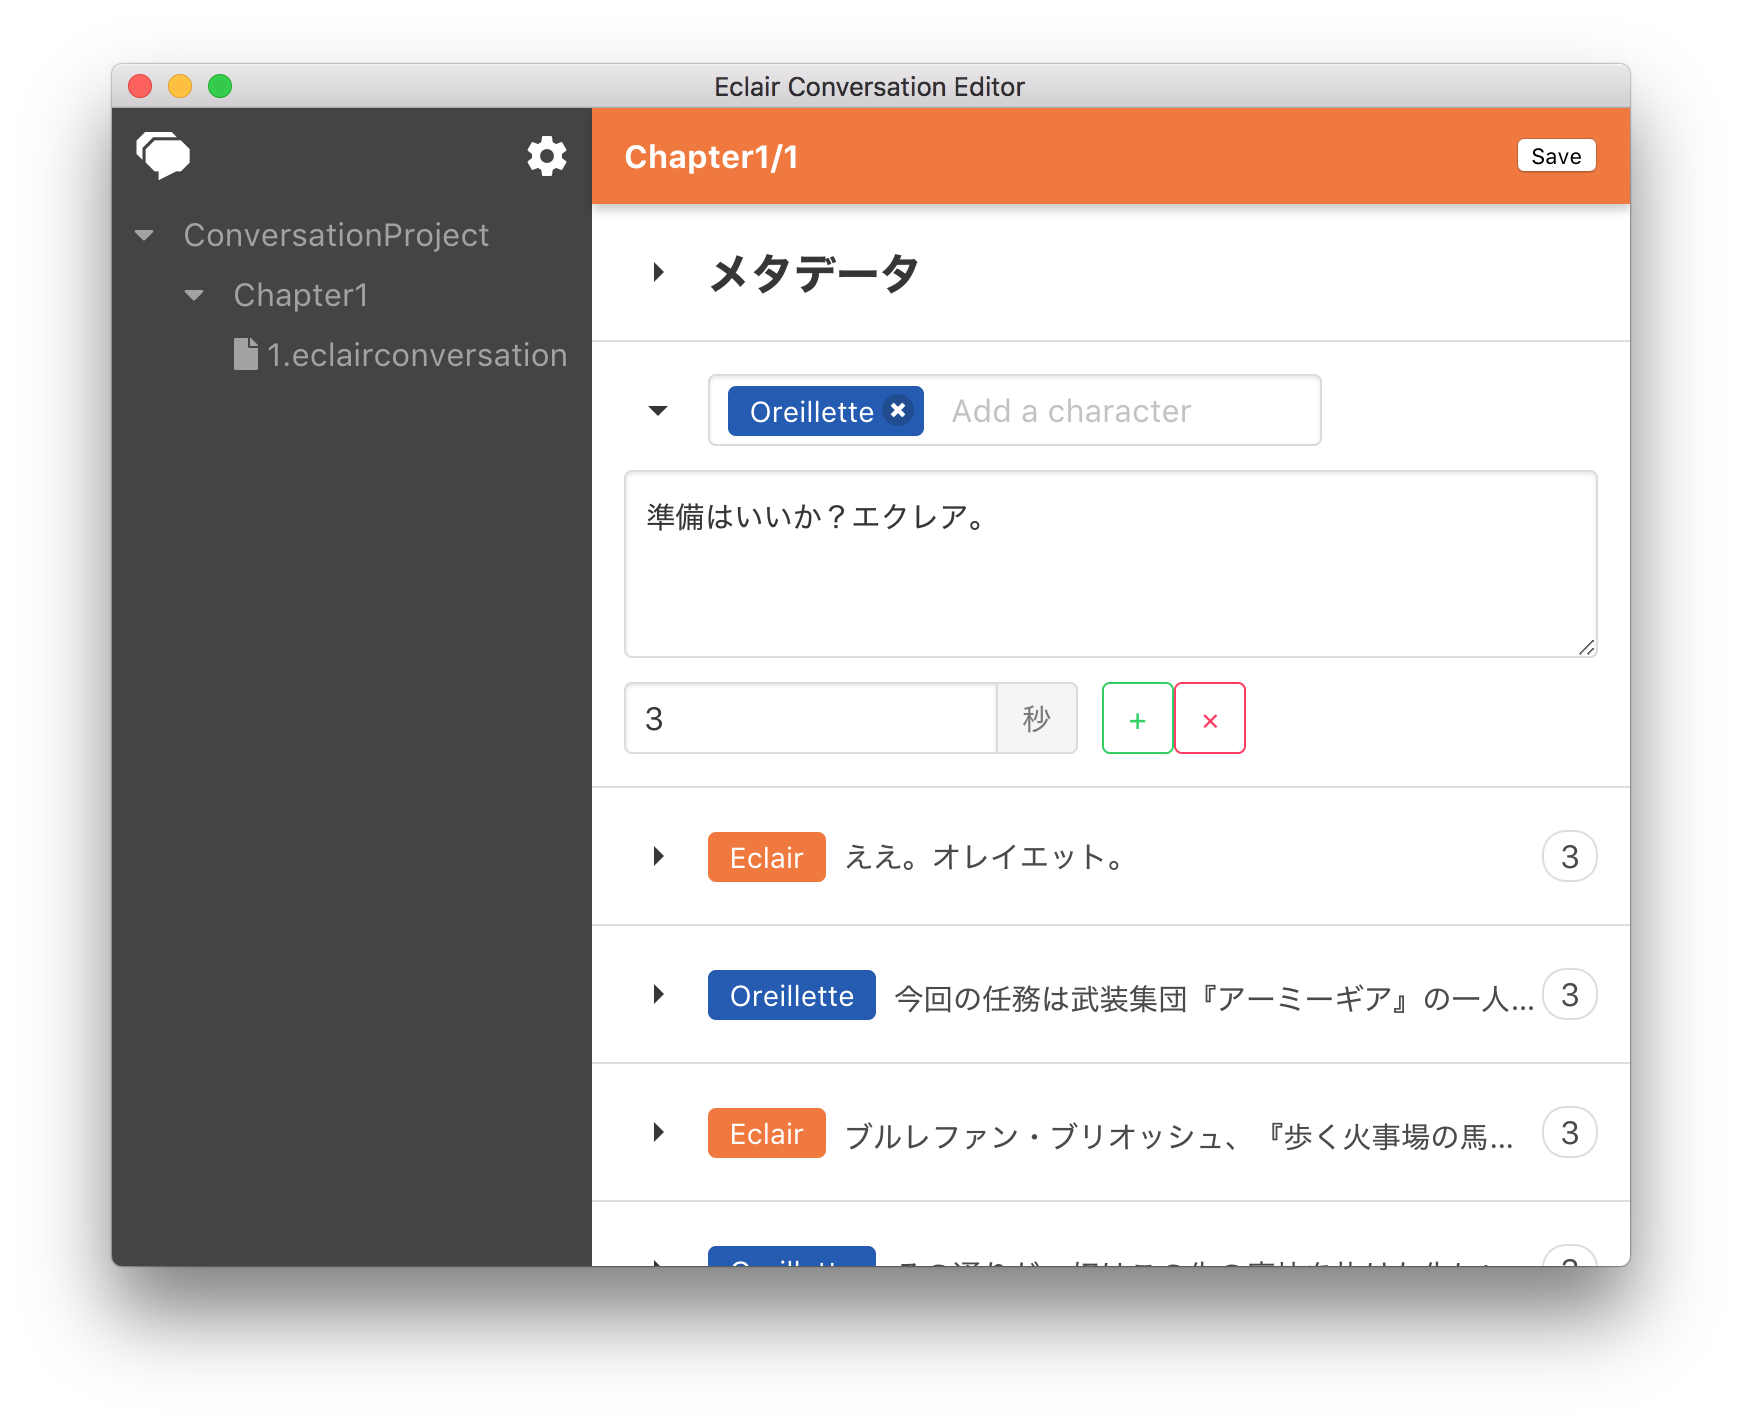 Eclair Conversation Editor
ConversationProject
Chapter1
1.eclairconversation
Chapter1/1
Save
メタデータ
Oreillette
Add a character
準備はいいか？エクレア。
3
秒
+
×
Eclair ええ。オレイエット。 3
Oreillette 今回の任務は武装集団『アーミーギア』の一人... 3
Eclair ブルレファン・ブリオッシュ、『歩く火事場の馬... 3